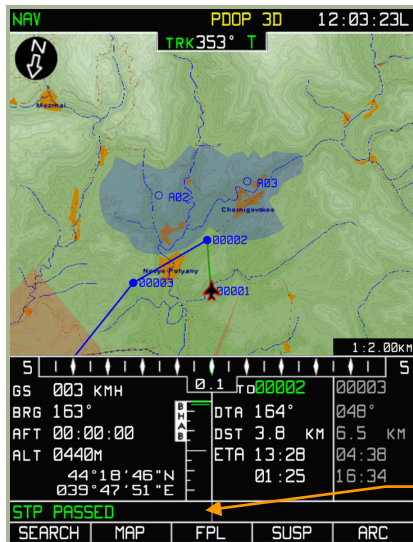 NAV PDOP 3D 12:03:23L
TRK353° T
N
Mezmai
A02
A03
Chernigovskoe
00002
Novye Polyany
00003
00001
1:2.00KM
5 5
0.1
GS 003 KMH
BRG 163°
AFT 00:00:00
ALT 0440M
44°18'46"N
039°47'51"E
BHAB
TO00002 00003
DTA 164° 048°
DST 3.8 KM 6.5 KM
ETA 13:28 04:38
01:25 16:34
STP PASSED
SEARCH MAP FPL SUSP ARC